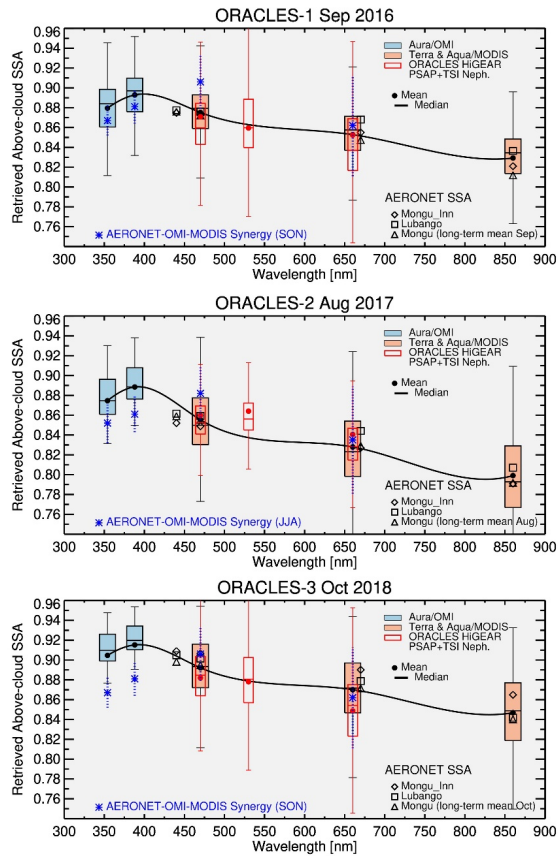 ORACLES-1 Sep 2016
Retrieved Above-cloud SSA
0.96
0.94
0.92
0.90
0.88
0.86
0.84
0.82
0.80
0.78
0.76
Aura/OMI
Terra & Aqua/MODIS
ORACLES HiGEAR
PSAP+TSI Neph.
Mean
Median
AERONET SSA
Mongu_Inn
Lubango
Mongu (long-term mean Sep)
AERONET-OMI-MODIS Synergy (SON)
300 350 400 450 500 550 600 650 700 750 800 850 900
Wavelength [nm]
ORACLES-2 Aug 2017
Retrieved Above-cloud SSA
0.96
0.94
0.92
0.90
0.88
0.86
0.84
0.82
0.80
0.78
0.76
Aura/OMI
Terra & Aqua/MODIS
ORACLES HiGEAR
PSAP+TSI Neph.
Mean
Median
AERONET SSA
Mongu_Inn
Lubango
Mongu (long-term mean Aug)
AERONET-OMI-MODIS Synergy (JJA)
300 350 400 450 500 550 600 650 700 750 800 850 900
Wavelength [nm]
ORACLES-3 Oct 2018
Retrieved Above-cloud SSA
0.96
0.94
0.92
0.90
0.88
0.86
0.84
0.82
0.80
0.78
0.76
Aura/OMI
Terra & Aqua/MODIS
ORACLES HiGEAR
PSAP+TSI Neph.
Mean
Median
AERONET SSA
Mongu_Inn
Lubango
Mongu (long-term mean Oct)
AERONET-OMI-MODIS Synergy (SON)
300 350 400 450 500 550 600 650 700 750 800 850 900
Wavelength [nm]